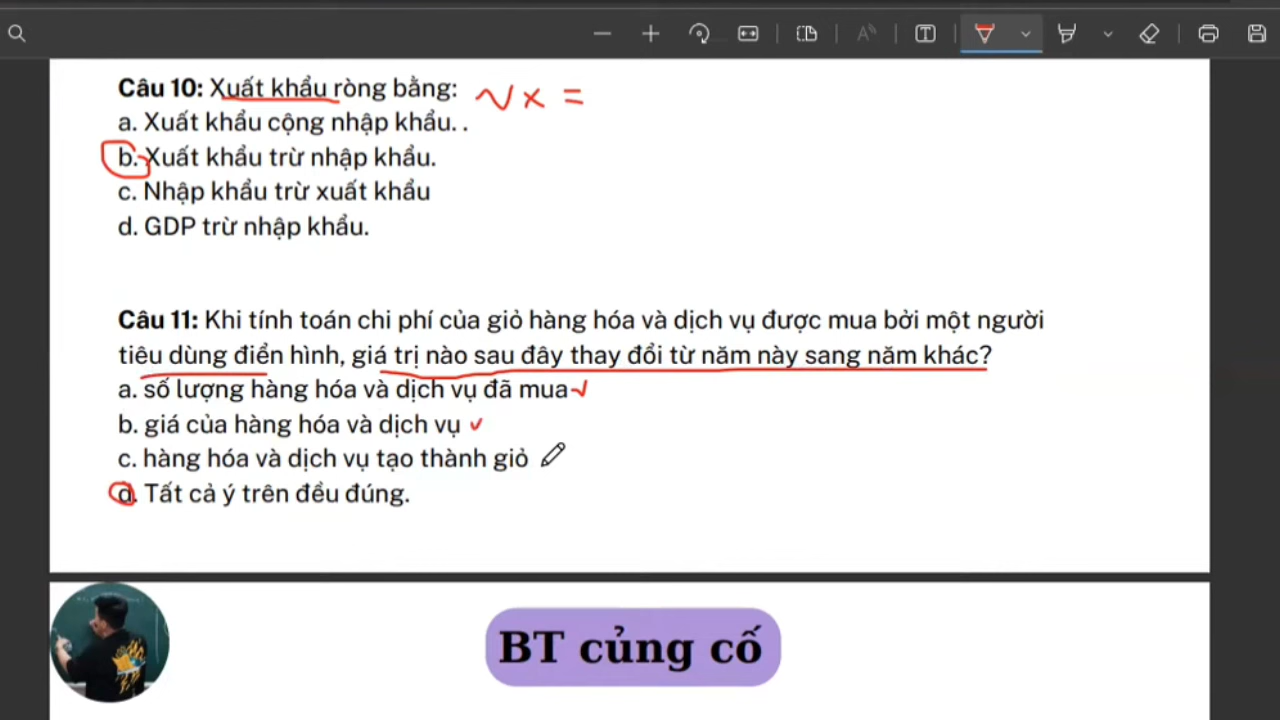 Câu 10: Xuất khẩu ròng bằng: NX =
a. Xuất khẩu cộng nhập khẩu. .
b. Xuất khẩu trừ nhập khẩu.
c. Nhập khẩu trừ xuất khẩu
d. GDP trừ nhập khẩu.
Câu 11: Khi tính toán chi phí của giỏ hàng hóa và dịch vụ được mua bởi một người
tiêu dùng điển hình, giá trị nào sau đây thay đổi từ năm này sang năm khác?
a. số lượng hàng hóa và dịch vụ đã mua
b. giá của hàng hóa và dịch vụ
c. hàng hóa và dịch vụ tạo thành giỏ
d. Tất cả ý trên đều đúng.
BT củng cố